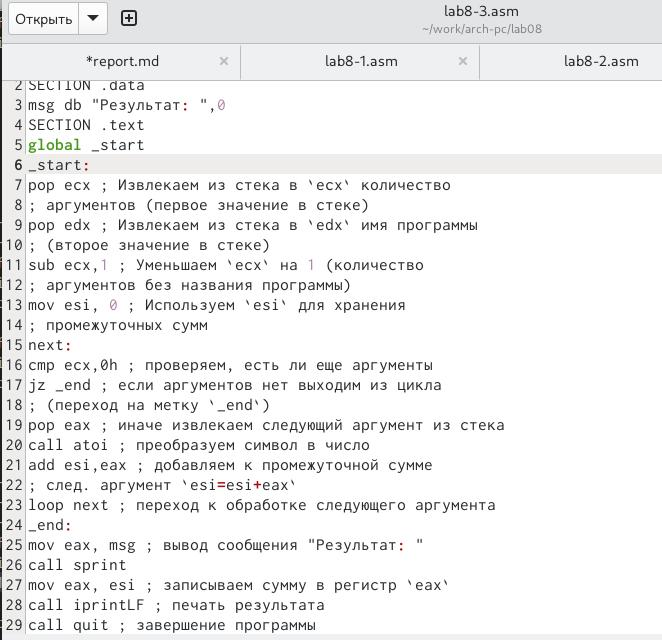 Открыть
lab8-3.asm
~/work/arch-pc/lab08
*report.md
lab8-1.asm
lab8-2.asm
2 SECTION .data
3 msg db "Результат: ",0
4 SECTION .text
5 global _start
6 _start:
7 pop ecx ; Извлекаем из стека в `ecx` количество
8 ; аргументов (первое значение в стеке)
9 pop edx ; Извлекаем из стека в `edx` имя программы
10 ; (второе значение в стеке)
11 sub ecx,1 ; Уменьшаем `ecx` на 1 (количество
12 ; аргументов без названия программы)
13 mov esi, 0 ; Используем `esi` для хранения
14 ; промежуточных сумм
15 next:
16 cmp ecx,0h ; проверяем, есть ли еще аргументы
17 jz _end ; если аргументов нет выходим из цикла
18 ; (переход на метку `_end`)
19 pop eax ; иначе извлекаем следующий аргумент из стека
20 call atoi ; преобразуем символ в число
21 add esi,eax ; добавляем к промежуточной сумме
22 ; след. аргумент `esi=esi+eax`
23 loop next ; переход к обработке следующего аргумента
24 _end:
25 mov eax, msg ; вывод сообщения "Результат: "
26 call sprint
27 mov eax, esi ; записываем сумму в регистр `eax`
28 call iprintLF ; печать результата
29 call quit ; завершение программы